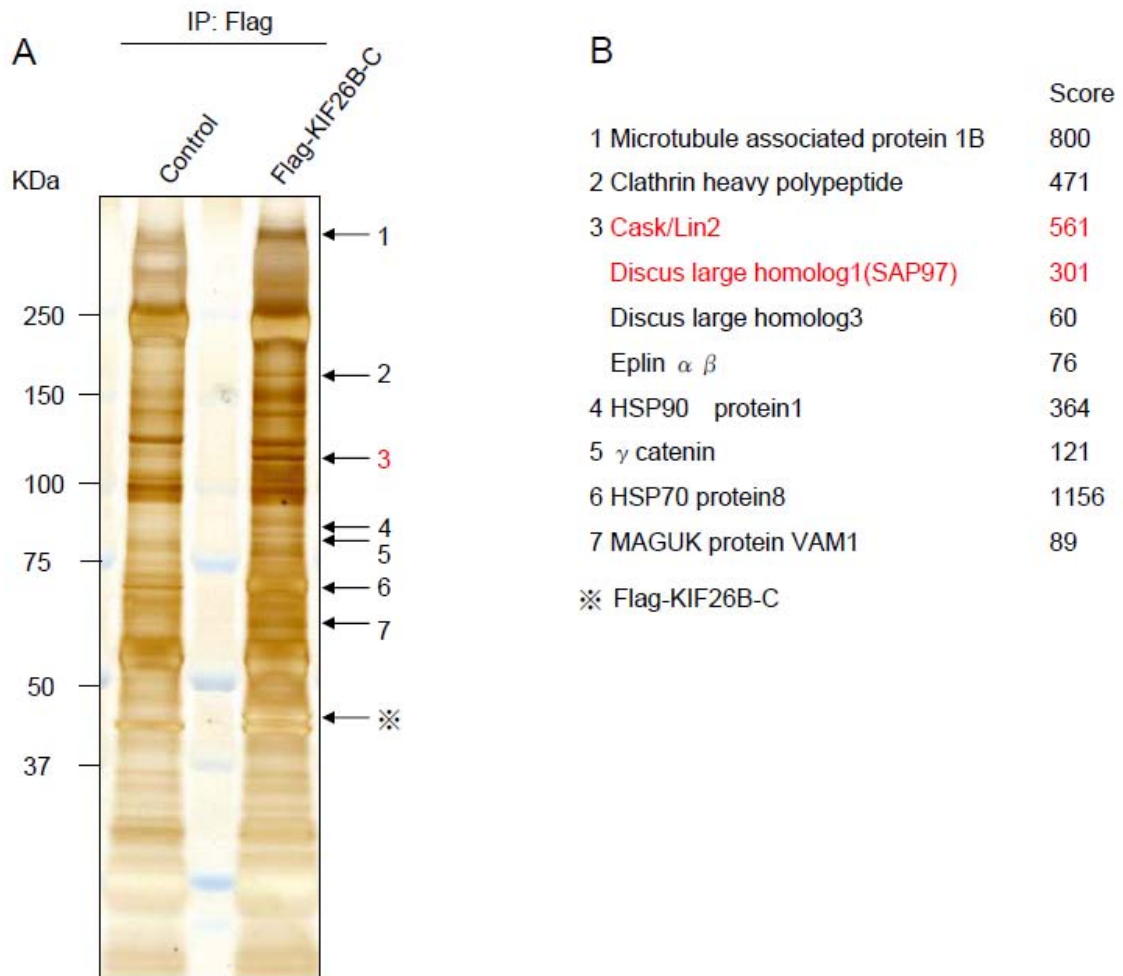 IP: Flag
A
Control
Flag-KIF26B-C
KDa
250
150
100
75
50
37
1
2
3
4
5
6
7
※
B
Score
1 Microtubule associated protein 1B 800
2 Clathrin heavy polypeptide 471
3 Cask/Lin2 561
Discus large homolog1(SAP97) 301
Discus large homolog3 60
Eplin α β 76
4 HSP90 protein1 364
5 γ catenin 121
6 HSP70 protein8 1156
7 MAGUK protein VAM1 89
※ Flag-KIF26B-C